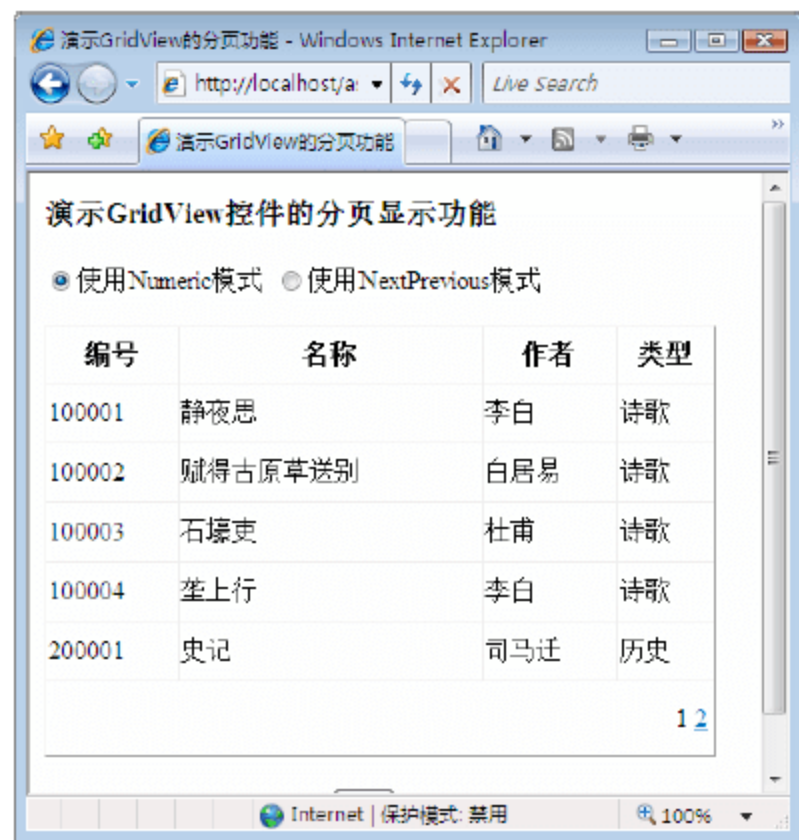 演示GridView的分页功能 - Windows Internet Explorer
http://localhost/a: Live Search
演示GridView的分页功能
演示GridView控件的分页显示功能
使用Numeric模式 使用NextPrevious模式
编号 名称 作者 类型
100001 静夜思 李白 诗歌
100002 赋得古原草送别 白居易 诗歌
100003 石壕吏 杜甫 诗歌
100004 垄上行 李白 诗歌
200001 史记 司马迁 历史
1 2
Internet | 保护模式: 禁用 100%